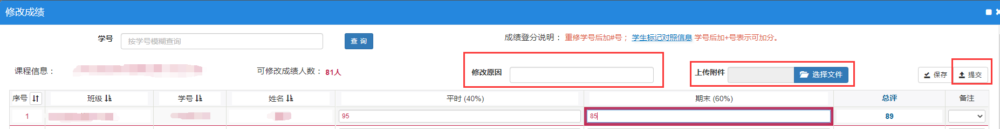 修改成绩
学号 按学号模糊查询 查 询 成绩登分说明： 重修学号后加#号； 学生标记对照信息 学号后加+号表示可加分。
课程信息： 可修改成绩人数： 81人 修改原因 上传附件 选择文件 保存 提交
序号 班级 学号 姓名 平时 (40%) 期末 (60%) 总评 备注
1 95 85 89